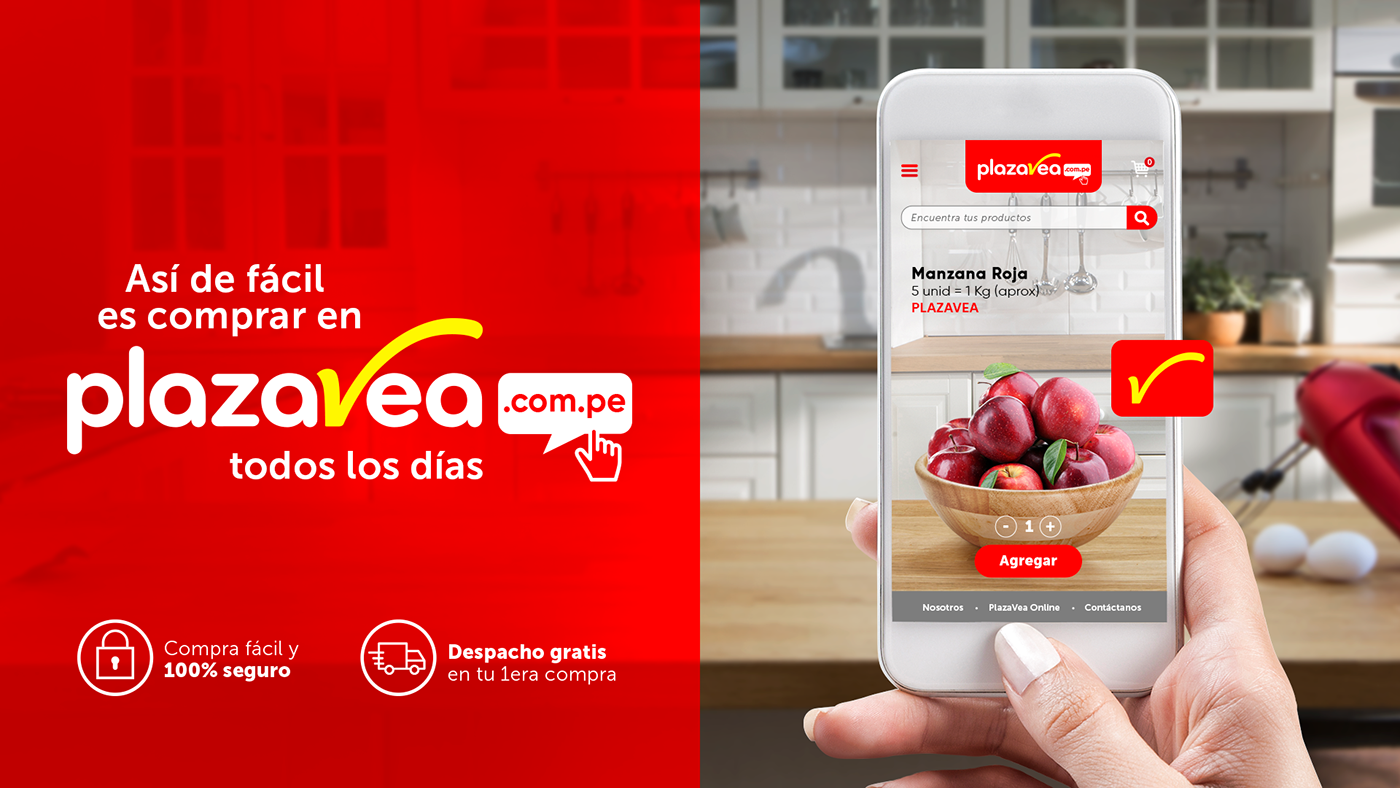 Así de fácil
es comprar en
plazavea .com.pe
todos los días
Compra fácil y
100% seguro
Despacho gratis
en tu 1era compra
plazavea .com.pe
0
Encuentra tus productos
Manzana Roja
5 unid = 1 Kg (aprox)
PLAZAVEA
- 1 +
Agregar
Nosotros • PlazaVea Online • Contáctanos